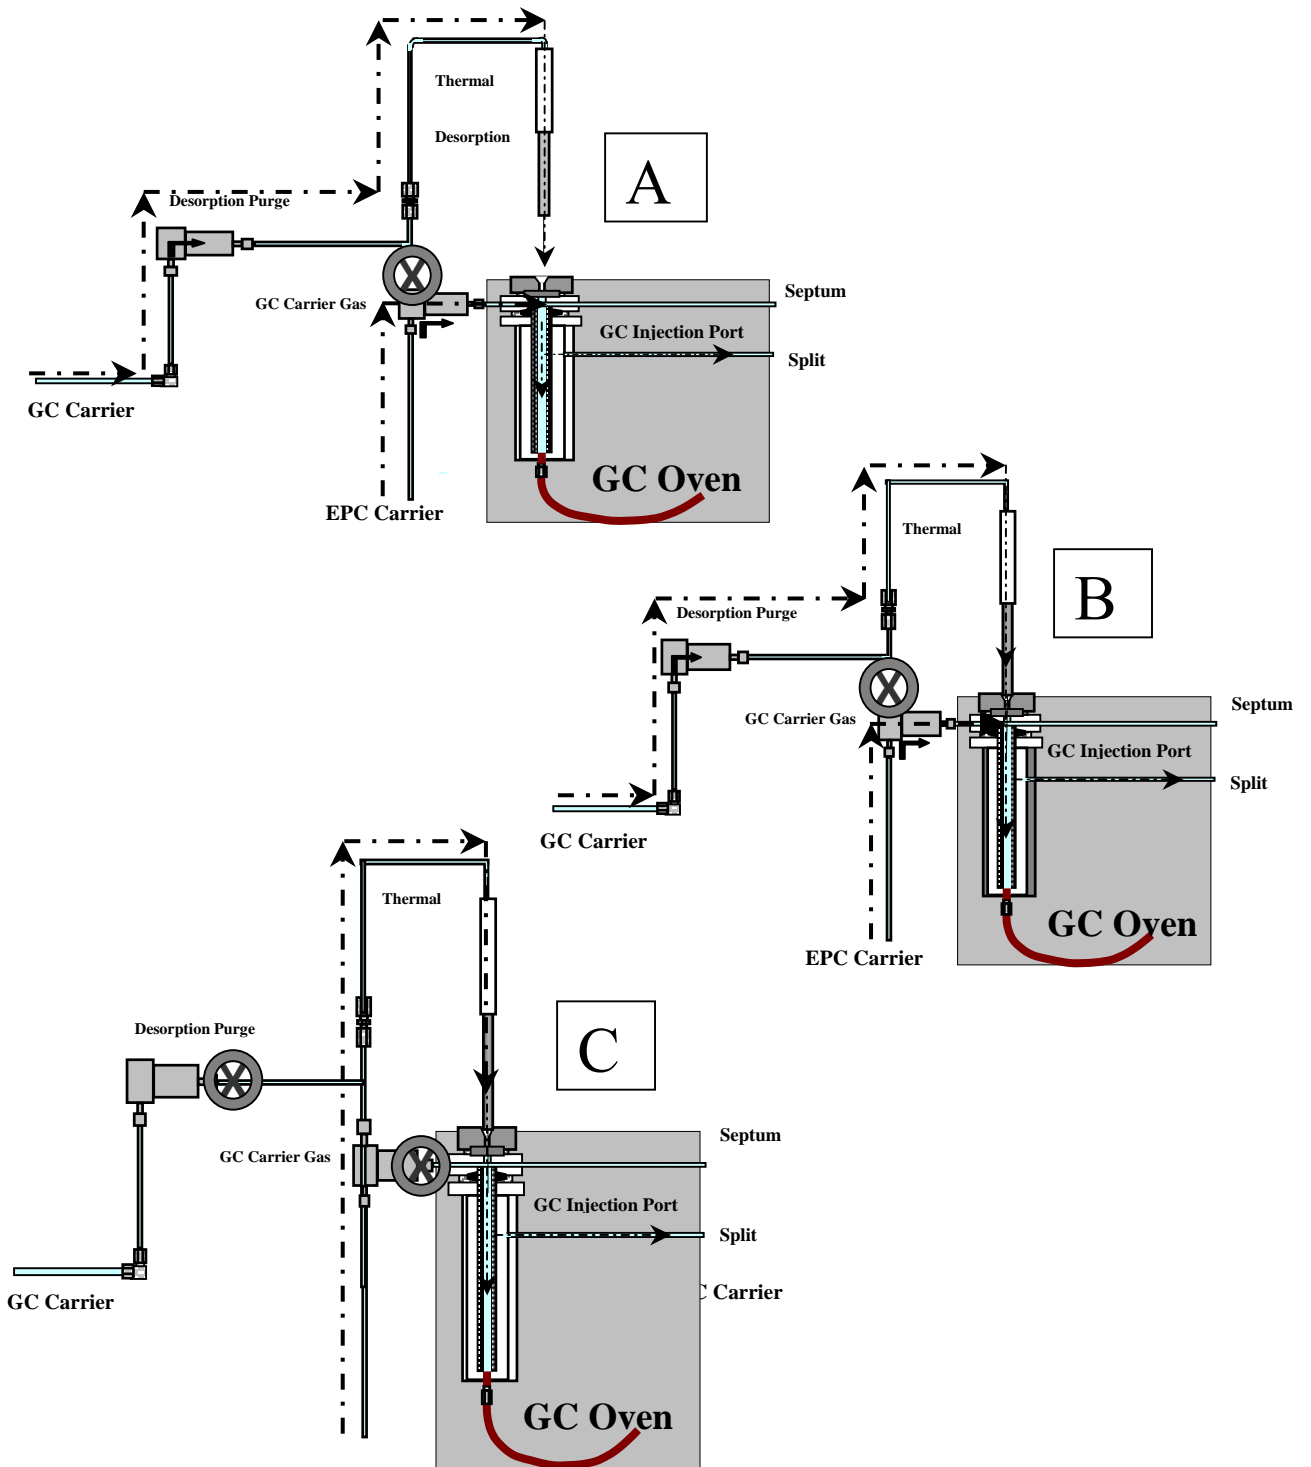 Thermal
Desorption
A
Desorption Purge
GC Carrier Gas
Septum
GC Injection Port
Split
GC Carrier
GC Oven
EPC Carrier
Thermal
B
Desorption Purge
GC Carrier Gas
Septum
GC Injection Port
Split
GC Carrier
GC Oven
EPC Carrier
Thermal
C
Desorption Purge
GC Carrier Gas
Septum
GC Injection Port
Split
GC Carrier
Carrier
GC Oven